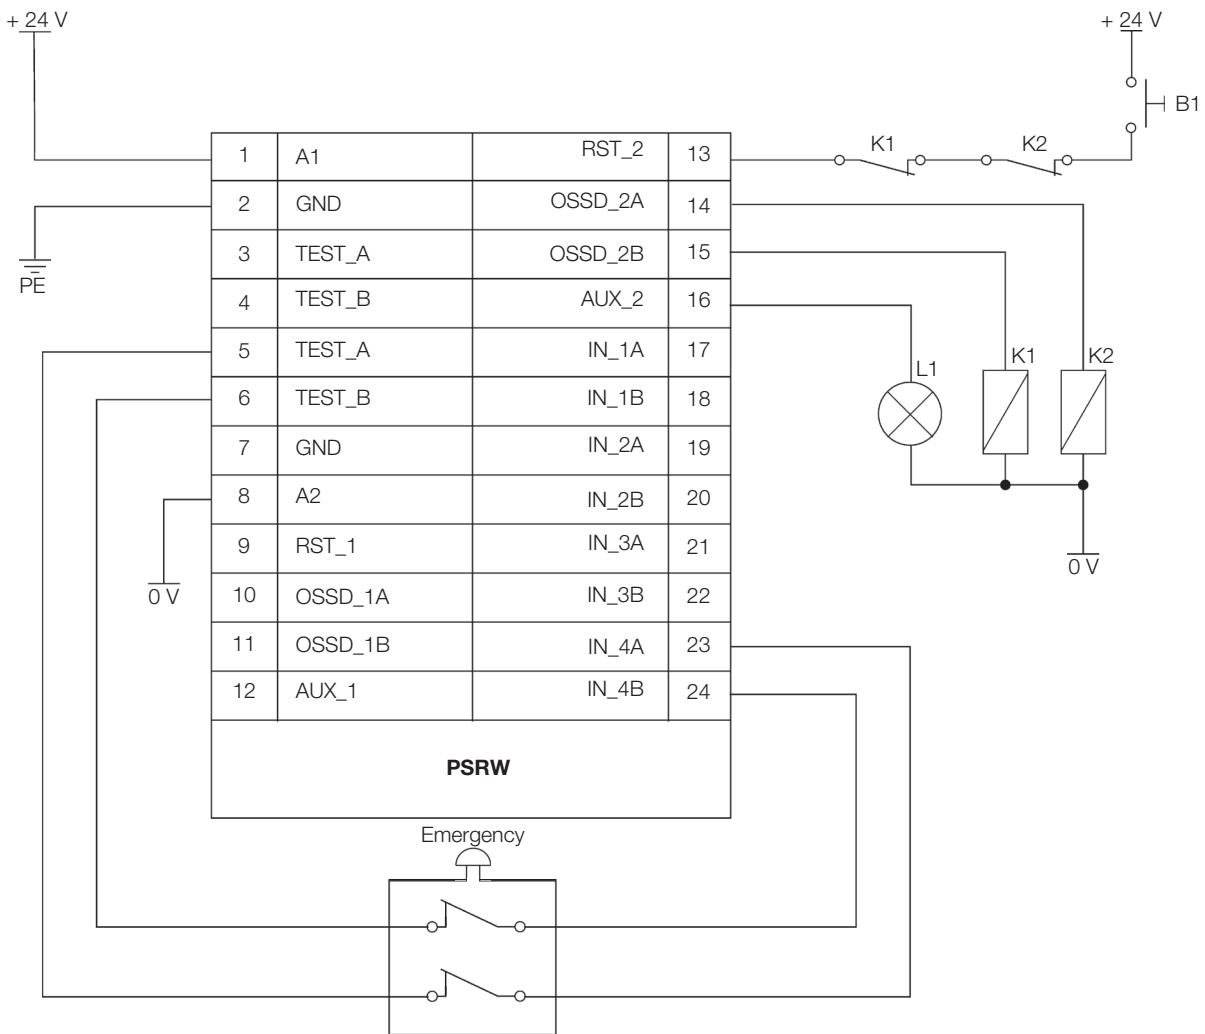 + 24 V
+ 24 V
B1
K1
K2
1 A1 RST_2 13
2 GND OSSD_2A 14
3 TEST_A OSSD_2B 15
PE
4 TEST_B AUX_2 16
5 TEST_A IN_1A 17
L1
K1
K2
6 TEST_B IN_1B 18
7 GND IN_2A 19
8 A2 IN_2B 20
9 RST_1 IN_3A 21
0 V
0 V
10 OSSD_1A IN_3B 22
11 OSSD_1B IN_4A 23
12 AUX_1 IN_4B 24
PSRW
Emergency